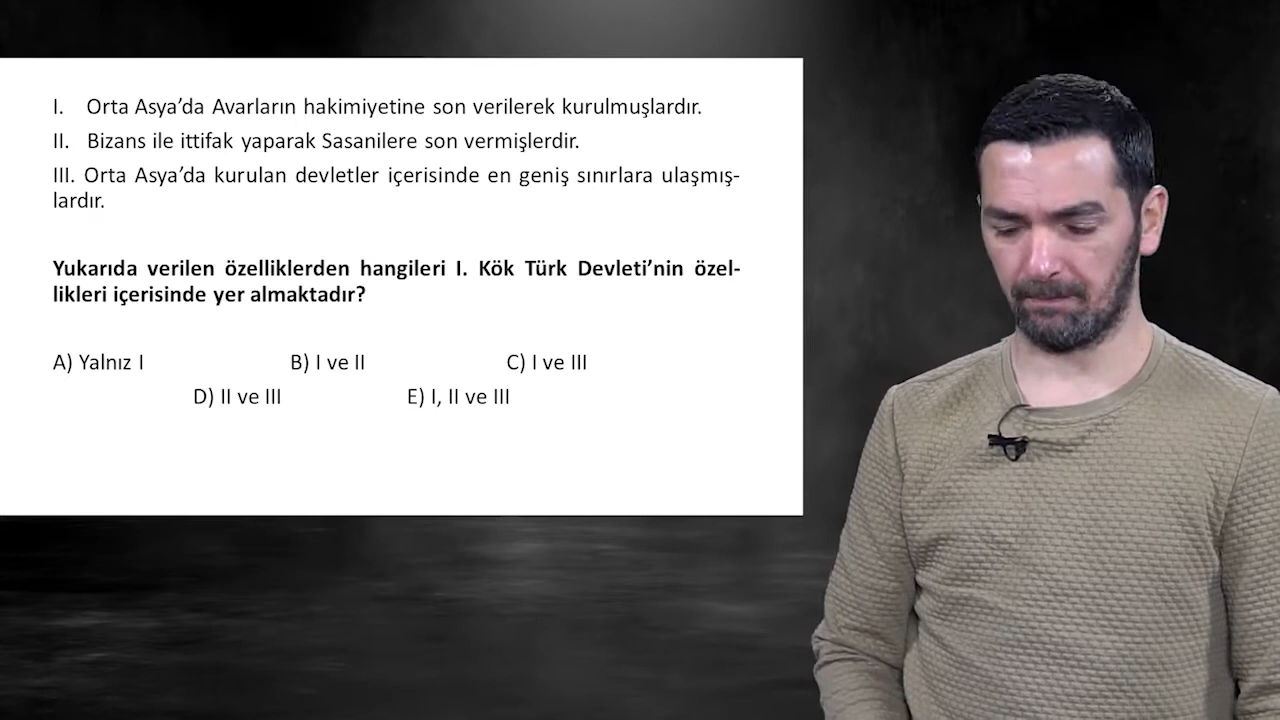 I. Orta Asya’da Avarların hakimiyetine son verilerek kurulmuşlardır.
II. Bizans ile ittifak yaparak Sasanilere son vermişlerdir.
III. Orta Asya’da kurulan devletler içerisinde en geniş sınırlara ulaşmış-
lardır.
Yukarıda verilen özelliklerden hangileri I. Kök Türk Devleti’nin özel-
likleri içerisinde yer almaktadır?
A) Yalnız I B) I ve II C) I ve III
D) II ve III E) I, II ve III